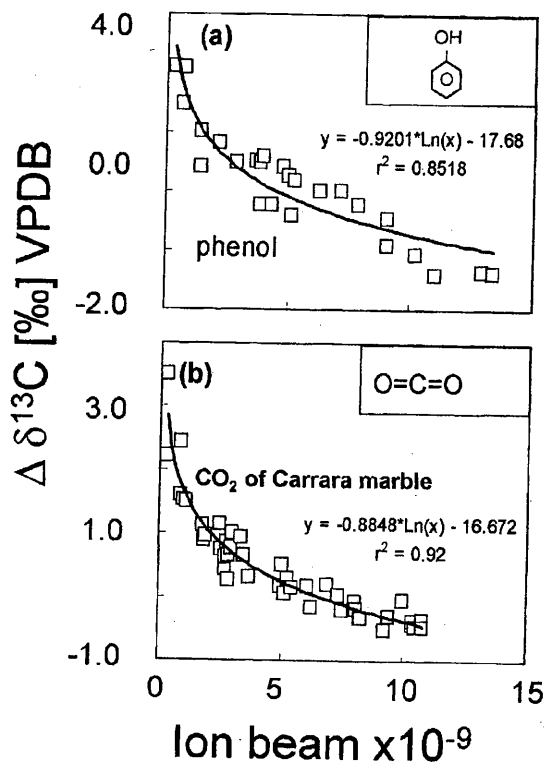 Δ δ¹³C [‰] VPDB
4.0
(a)
OH
y = -0.9201*Ln(x) - 17.68
r² = 0.8518
0.0
phenol
-2.0
(b)
O=C=O
3.0
CO₂ of Carrara marble
y = -0.8848*Ln(x) - 16.672
r² = 0.92
1.0
-1.0
0 5 10 15
Ion beam x10⁻⁹